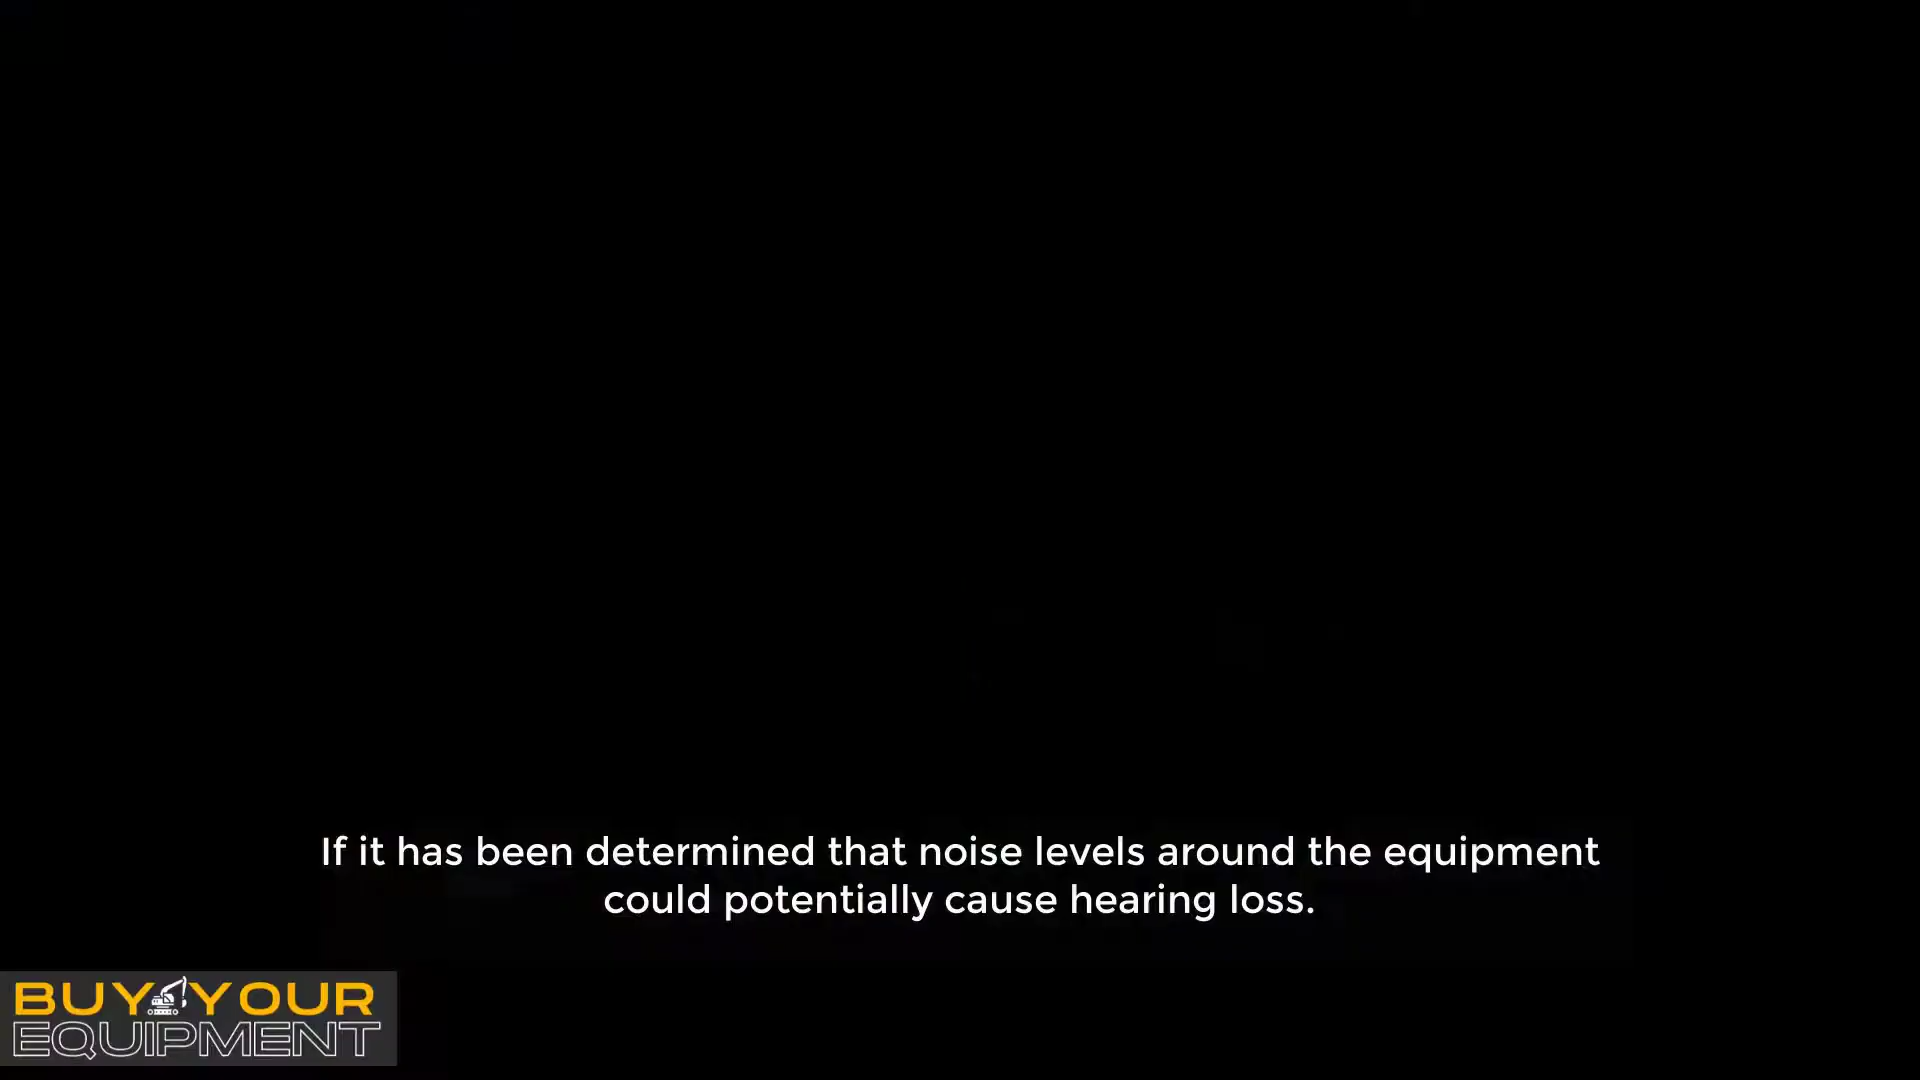 If it has been determined that noise levels around the equipment
could potentially cause hearing loss.
BUY YOUR
EQUIPMENT